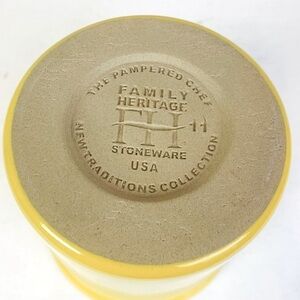 THE PAMPERED CHEF
FAMILY
HERITAGE
FH 11
STONEWARE
USA
NEW TRADITIONS COLLECTION